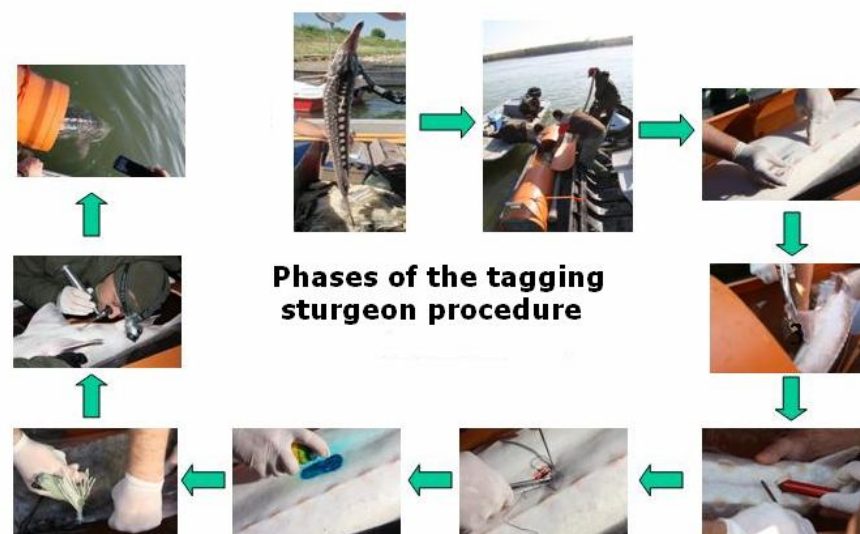 Phases of the tagging
sturgeon procedure